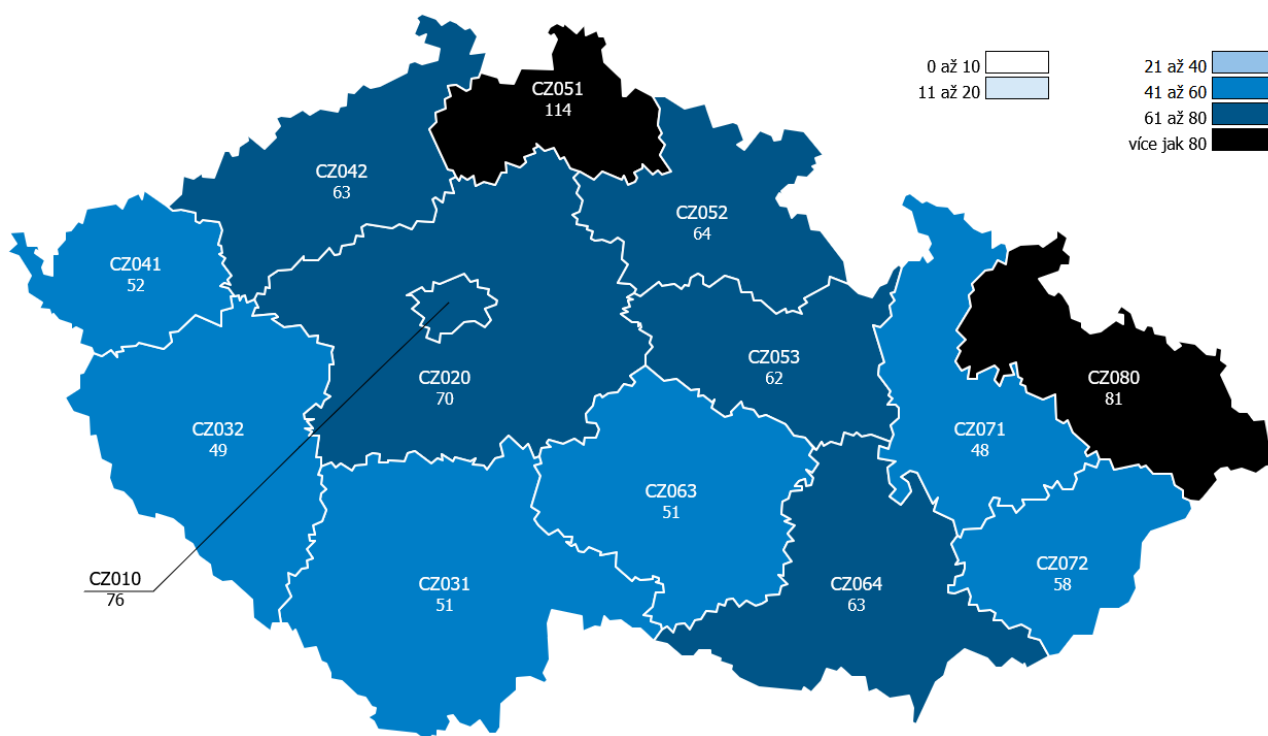 0 až 10
11 až 20
21 až 40
41 až 60
61 až 80
více jak 80
CZ051
114
CZ042
63
CZ052
64
CZ041
52
CZ020
70
CZ053
62
CZ080
81
CZ032
49
CZ071
48
CZ063
51
CZ010
76
CZ031
51
CZ064
63
CZ072
58